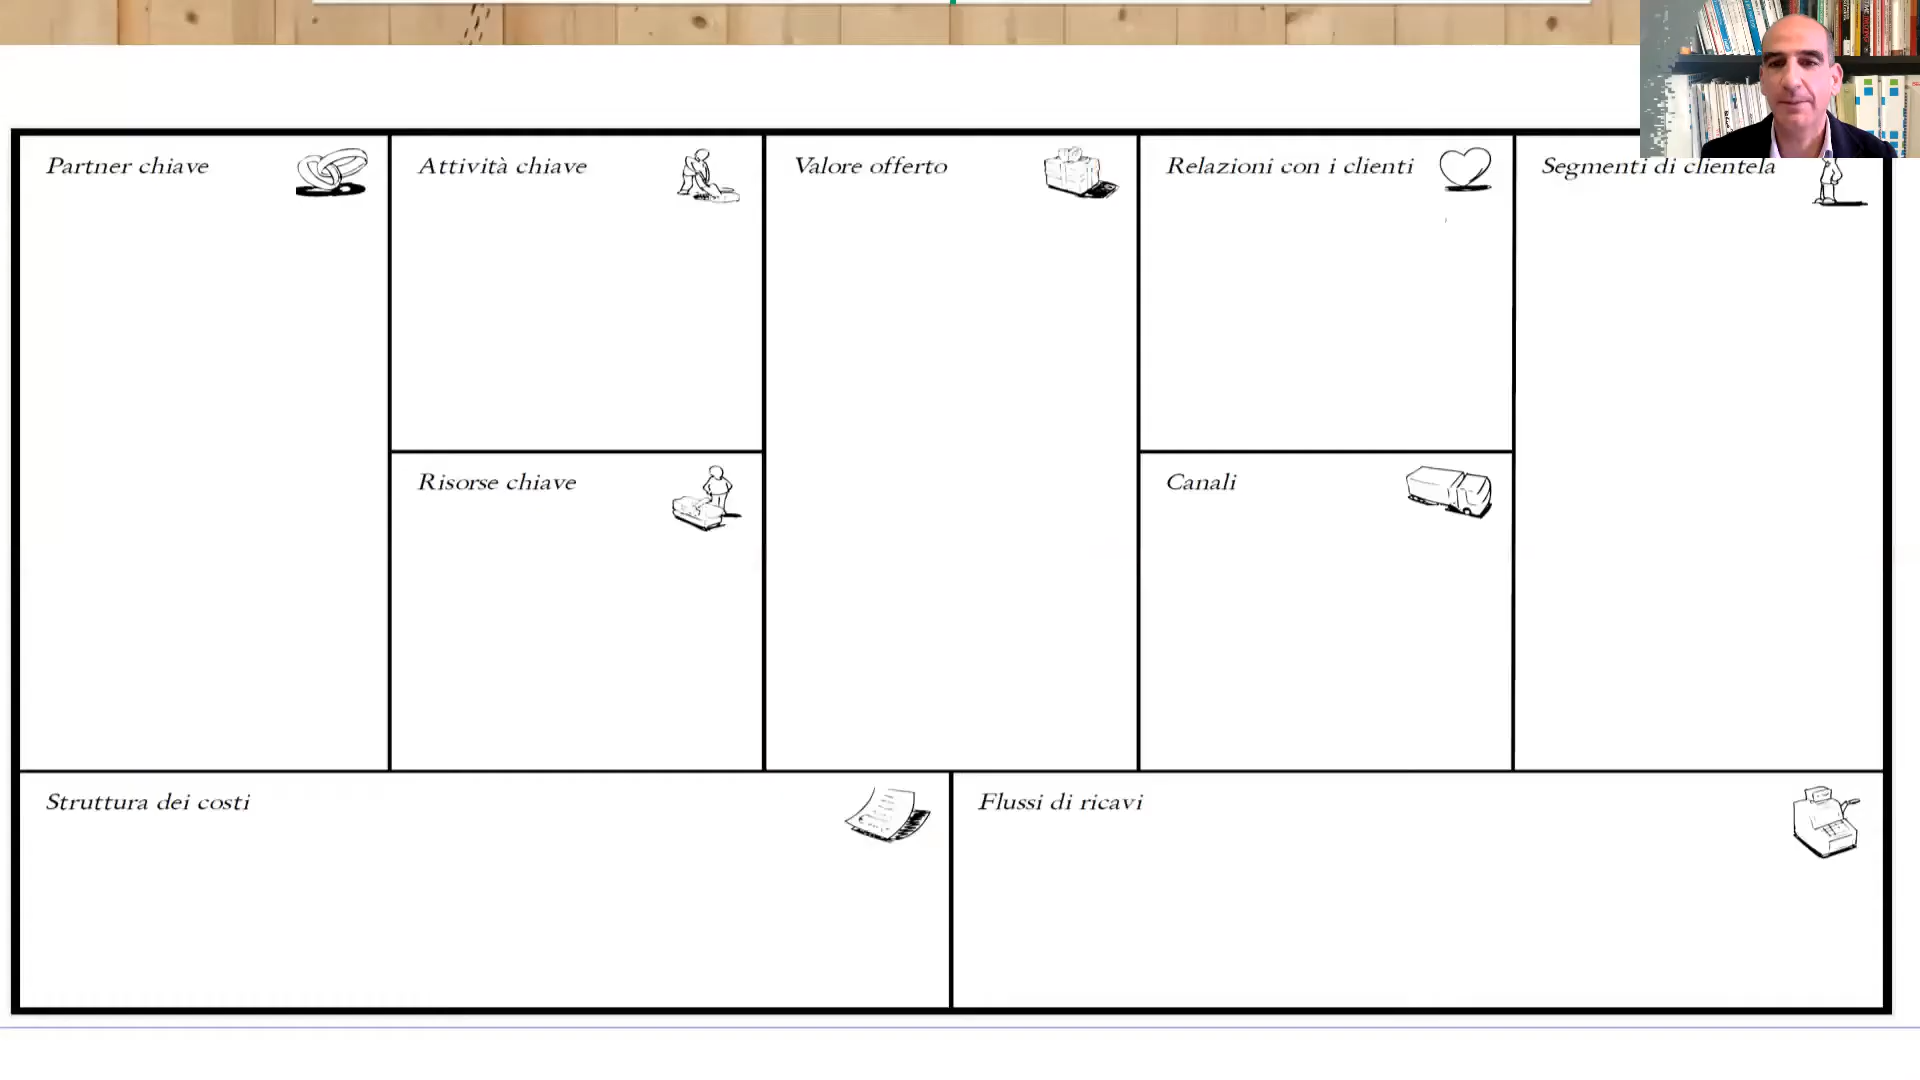 Partner chiave
Attività chiave
Valore offerto
Relazioni con i clienti
Segmenti di clientela
Risorse chiave
Canali
Struttura dei costi
Flussi di ricavi